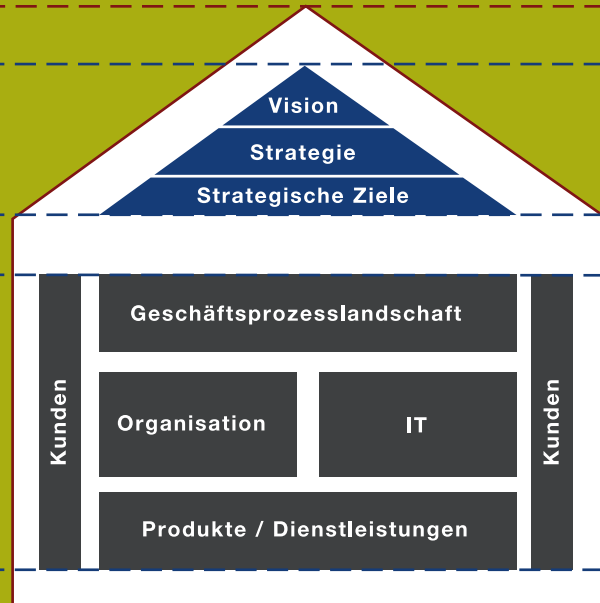 Vision
Strategie
Strategische Ziele
Geschäftsprozesslandschaft
Kunden
Organisation
IT
Kunden
Produkte / Dienstleistungen